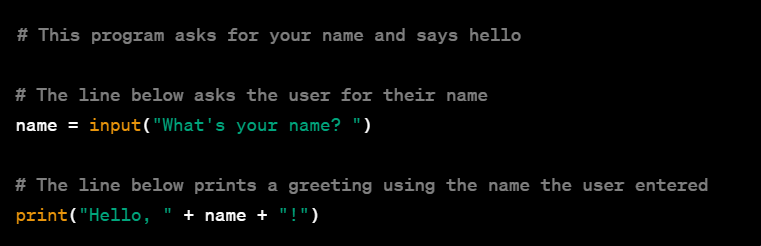 # This program asks for your name and says hello
# The line below asks the user for their name
name = input("What's your name? ")
# The line below prints a greeting using the name the user entered
print("Hello, " + name + "!")